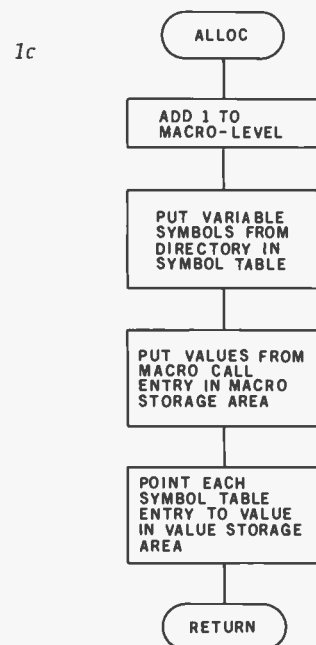 1c
ALLOC
ADD 1 TO
MACRO-LEVEL
PUT VARIABLE
SYMBOLS FROM
DIRECTORY IN
SYMBOL TABLE
PUT VALUES FROM
MACRO CALL
ENTRY IN MACRO
STORAGE AREA
POINT EACH
SYMBOL TABLE
ENTRY TO VALUE
IN VALUE STORAGE
AREA
RETURN